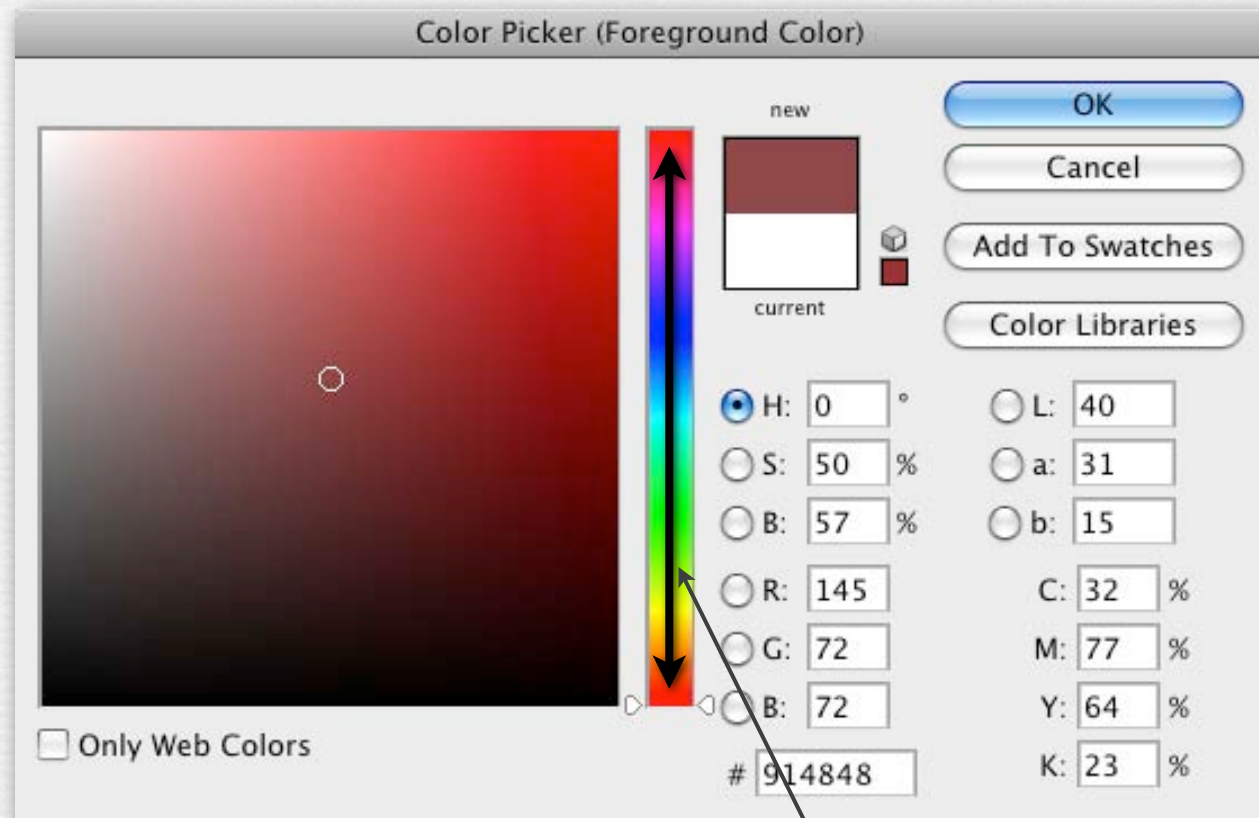 Color Picker (Foreground Color)
new
current
OK
Cancel
Add To Swatches
Color Libraries
H: 0 °
S: 50 %
B: 57 %
R: 145
G: 72
B: 72
# 914848
L: 40
a: 31
b: 15
C: 32 %
M: 77 %
Y: 64 %
K: 23 %
Only Web Colors